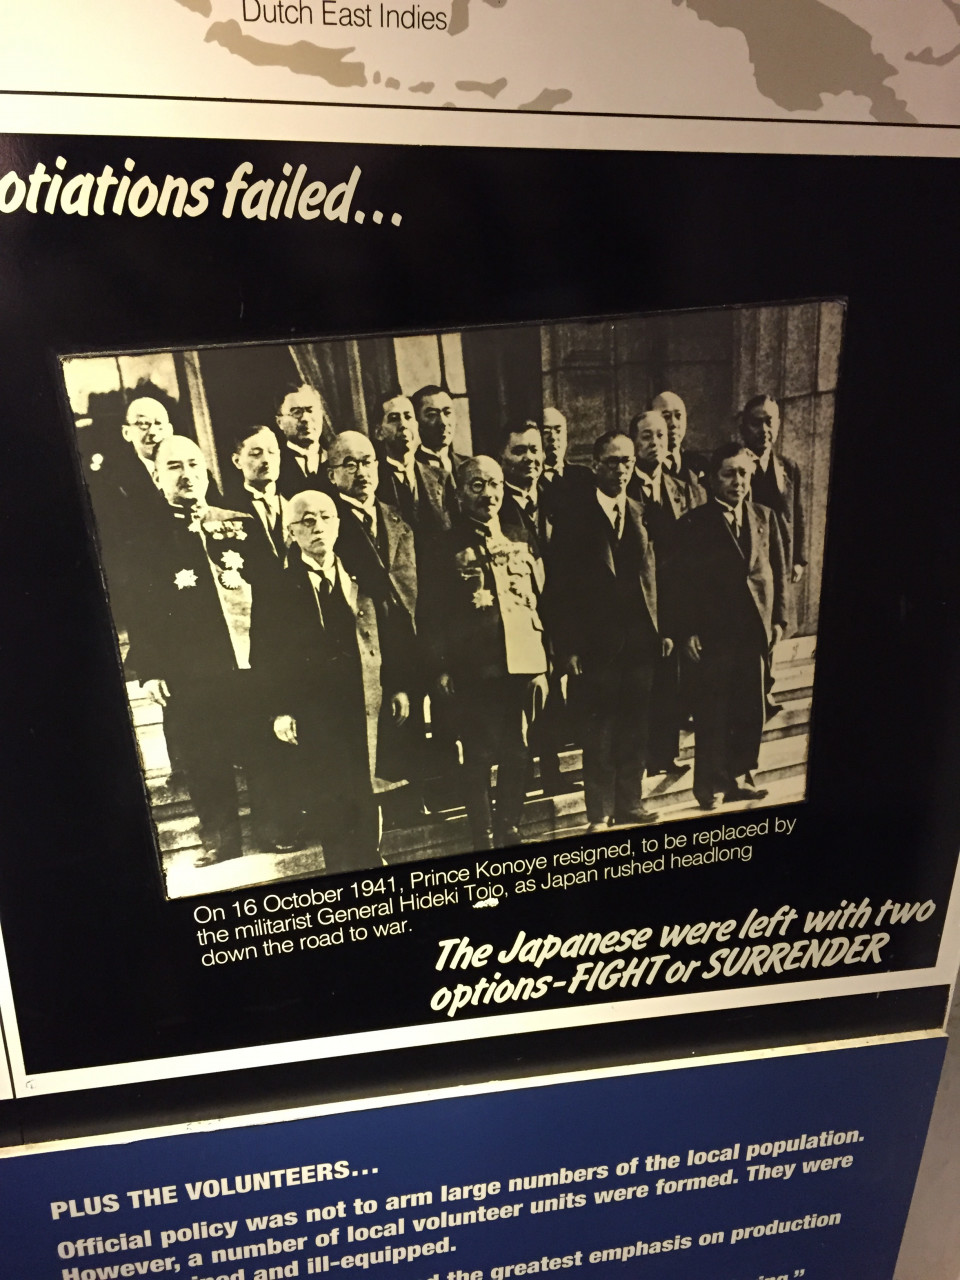 Dutch East Indies
otiations failed...
On 16 October 1941, Prince Konoye resigned, to be replaced by
the militarist General Hideki Tojo, as Japan rushed headlong
down the road to war.
The Japanese were left with two
options-FIGHT or SURRENDER
PLUS THE VOLUNTEERS...
Official policy was not to arm large numbers of the local population.
However, a number of local volunteer units were formed. They were
and ill-equipped.
the greatest emphasis on production